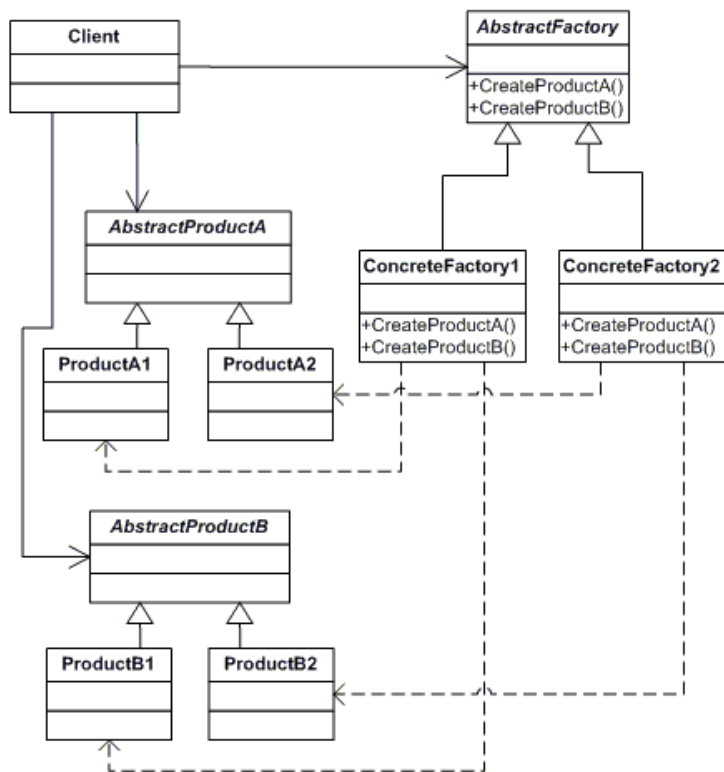 Client
AbstractFactory
+CreateProductA()
+CreateProductB()
AbstractProductA
ConcreteFactory1
+CreateProductA()
+CreateProductB()
ConcreteFactory2
+CreateProductA()
+CreateProductB()
ProductA1
ProductA2
AbstractProductB
ProductB1
ProductB2